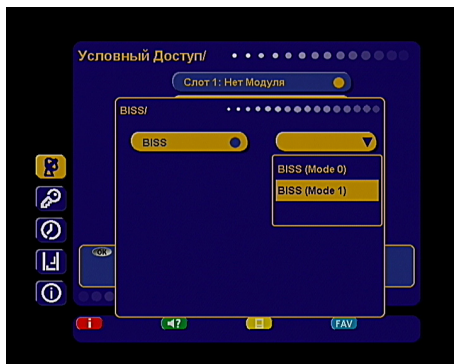 Условный Доступ/
Слот 1: Нет Модуля
BISS/
BISS
BISS (Mode 0)
BISS (Mode 1)
OK
i
?
FAV